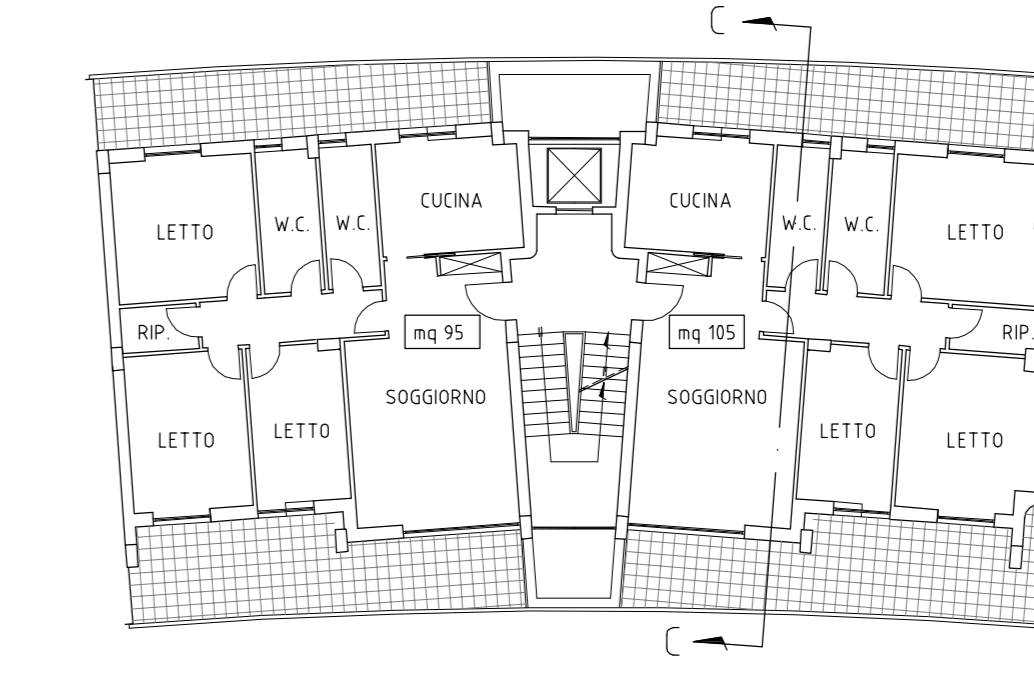 C
CUCINA
CUCINA
LETTO
W.C.
W.C.
W.C.
W.C.
LETTO
RIP.
mq 95
mq 105
RIP.
SOGGIORNO
SOGGIORNO
LETTO
LETTO
LETTO
LETTO
C